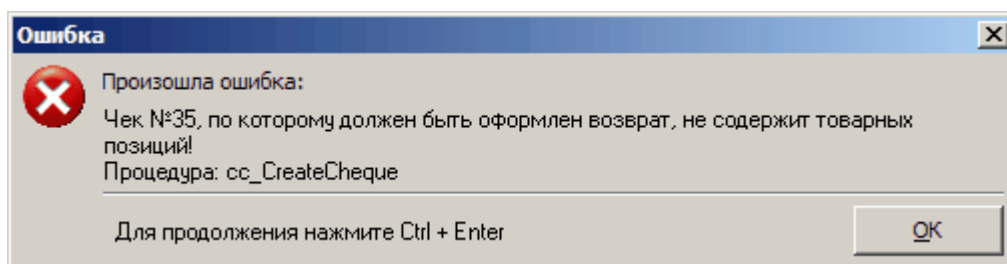 Ошибка
Произошла ошибка:
Чек №35, по которому должен быть оформлен возврат, не содержит товарных
позиций!
Процедура: cc_CreateCheque
Для продолжения нажмите Ctrl + Enter
OK